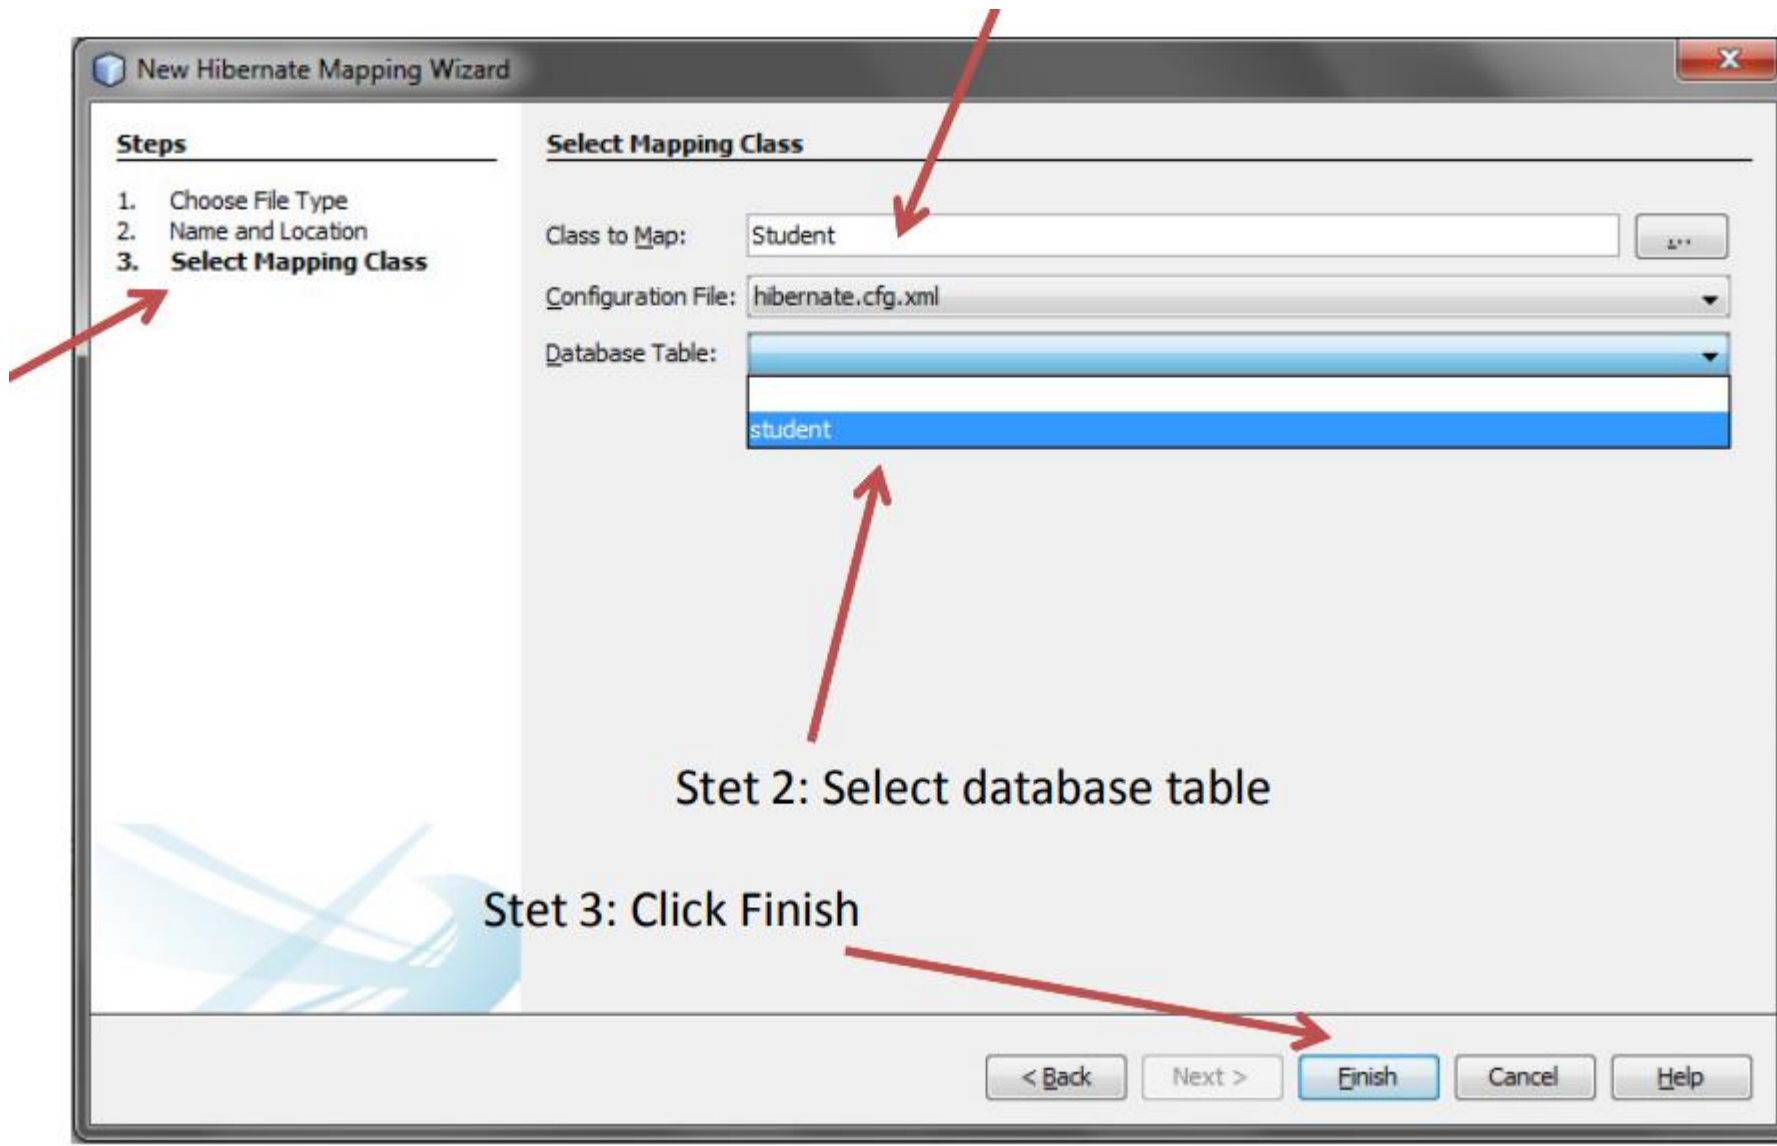 New Hibernate Mapping Wizard
Steps
1. Choose File Type
2. Name and Location
3. Select Mapping Class
Select Mapping Class
Class to Map: Student ...
Configuration File: hibernate.cfg.xml
Database Table:
student
Stet 2: Select database table
Stet 3: Click Finish
< Back Next > Finish Cancel Help